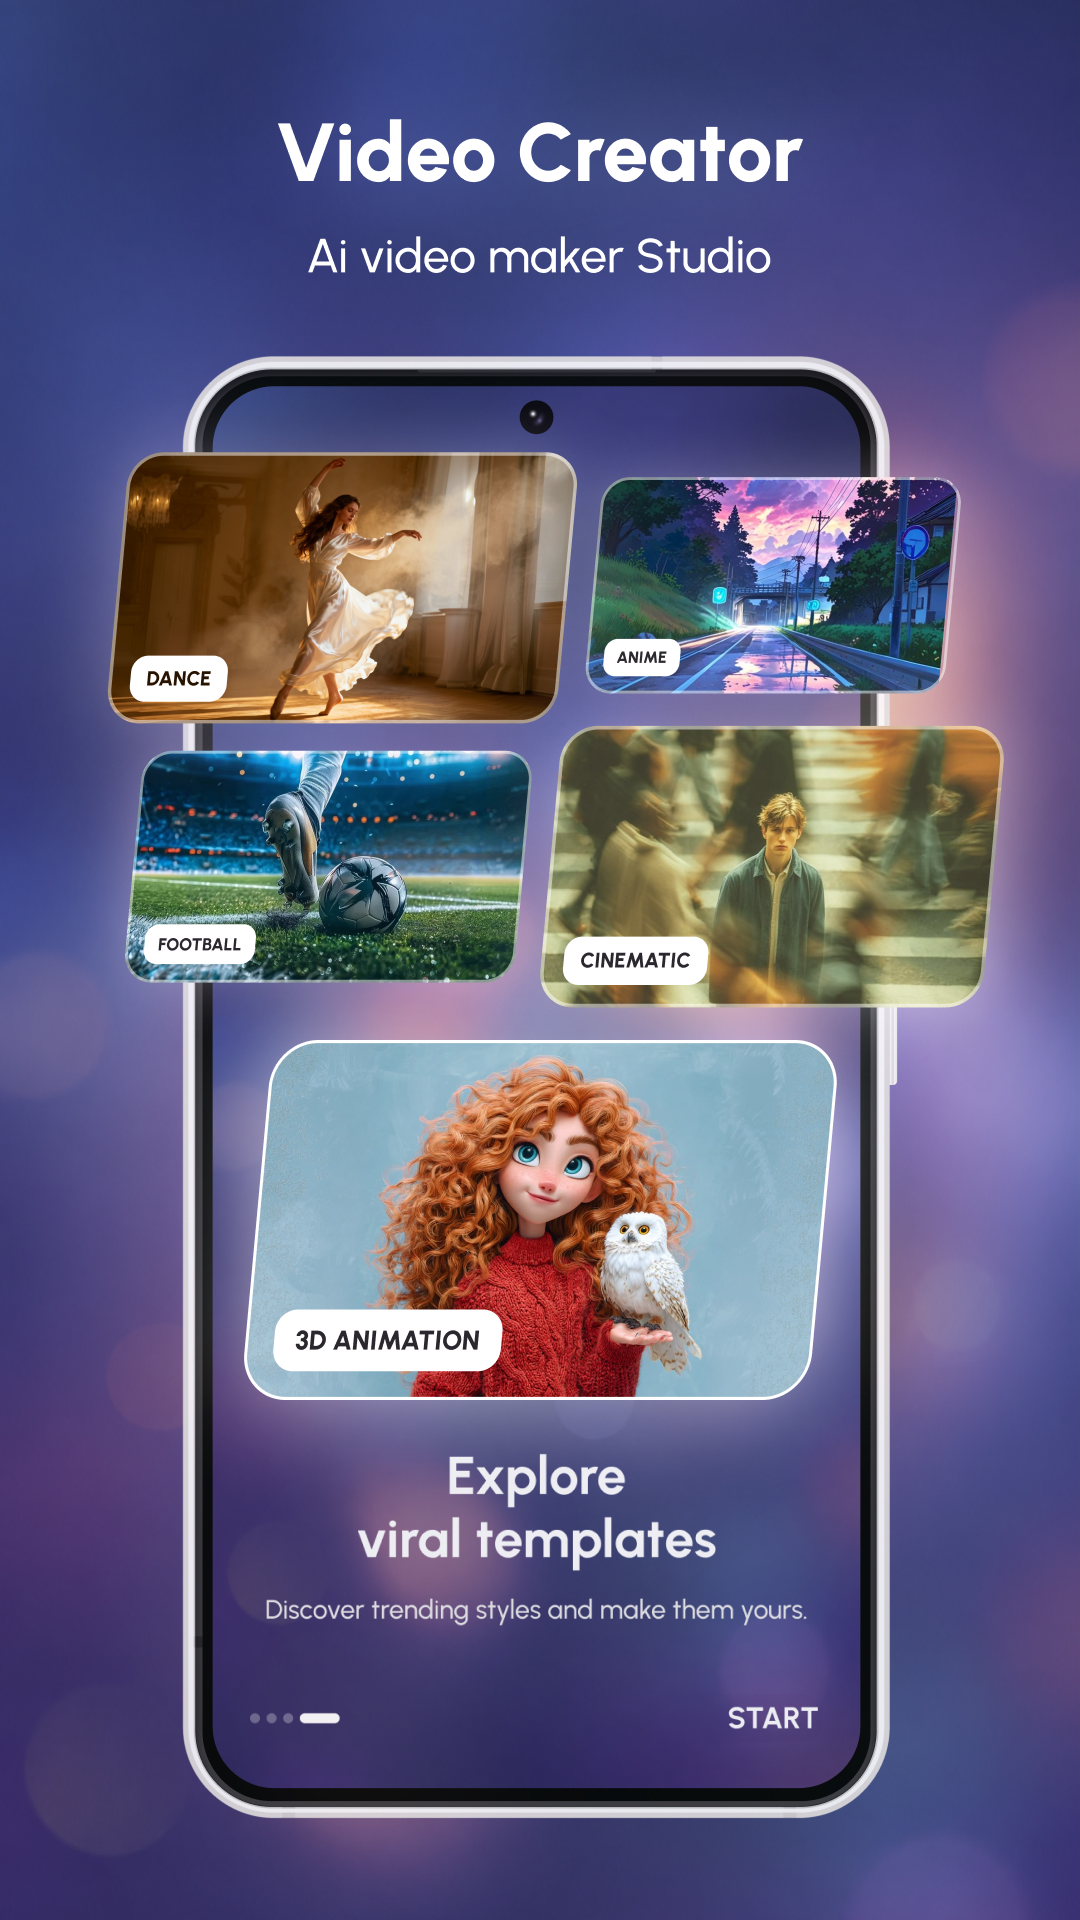 Video Creator
Ai video maker Studio
DANCE
ANIME
FOOTBALL
CINEMATIC
3D ANIMATION
Explore
viral templates
Discover trending styles and make them yours.
START